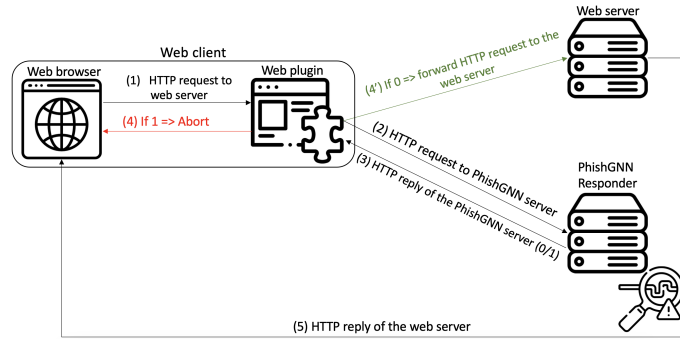 Web server
Web client
Web browser
Web plugin
(1) HTTP request to
web server
(4) If 1 => Abort
(4') If 0 => forward HTTP request to the
web server
(2) HTTP request to PhishGNN server
(3) HTTP reply of the PhishGNN server (0/1)
PhishGNN
Responder
(5) HTTP reply of the web server